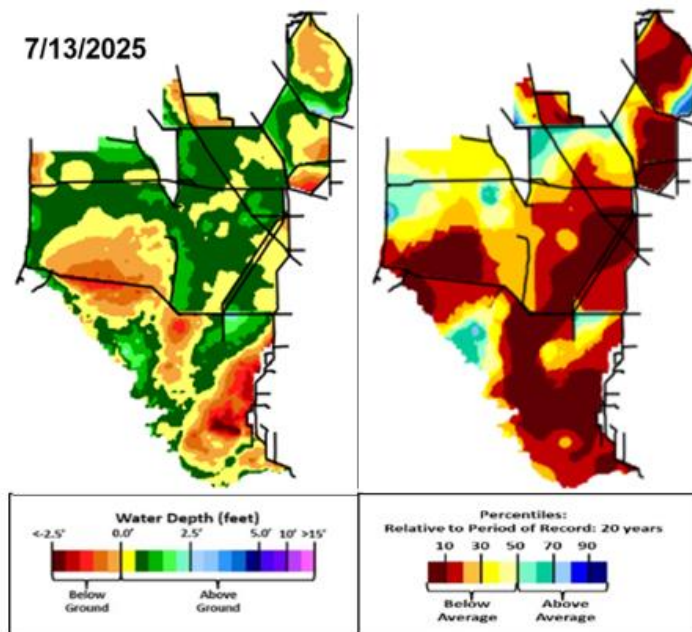 7/13/2025
Water Depth (feet)
<-2.5" 0.0' 2.5" 5.0' 10' >15"
Below
Ground
Above
Ground
Percentiles:
Relative to Period of Record: 20 years
10 30 50 70 90
Below
Average
Above
Average